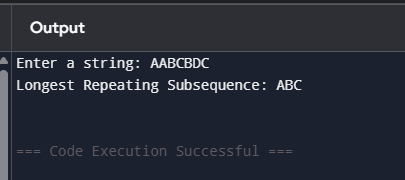 Output
Enter a string: AABCBDC
Longest Repeating Subsequence: ABC
=== Code Execution Successful ===